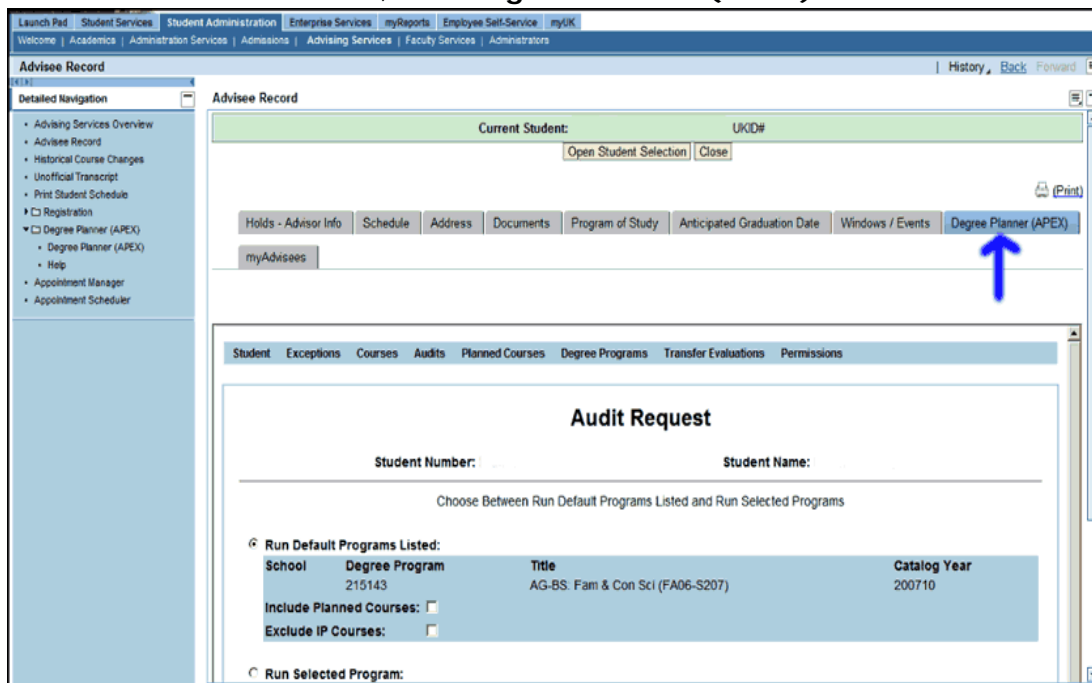 Launch Pad Student Services Student Administration Enterprise Services myReports Employee Self-Service myUK
Welcome | Academics | Administration Services | Admissions | Advising Services | Faculty Services | Administrators
Advisee Record | History, Back Forward
Detailed Navigation
Advising Services Overview
Advisee Record
Historical Course Changes
Unofficial Transcript
Print Student Schedule
Registration
Degree Planner (APEX)
Degree Planner (APEX)
Help
Appointment Manager
Appointment Scheduler
Advisee Record
Current Student: UKID#
Open Student Selection Close
(Print)
Holds - Advisor Info Schedule Address Documents Program of Study Anticipated Graduation Date Windows / Events Degree Planner (APEX)
myAdvisees
Student Exceptions Courses Audits Planned Courses Degree Programs Transfer Evaluations Permissions
Audit Request
Student Number: Student Name:
Choose Between Run Default Programs Listed and Run Selected Programs
Run Default Programs Listed:
School Degree Program Title Catalog Year
215143 AG-BS: Fam & Con Sci (FA06-S207) 200710
Include Planned Courses:
Exclude IP Courses:
Run Selected Program: